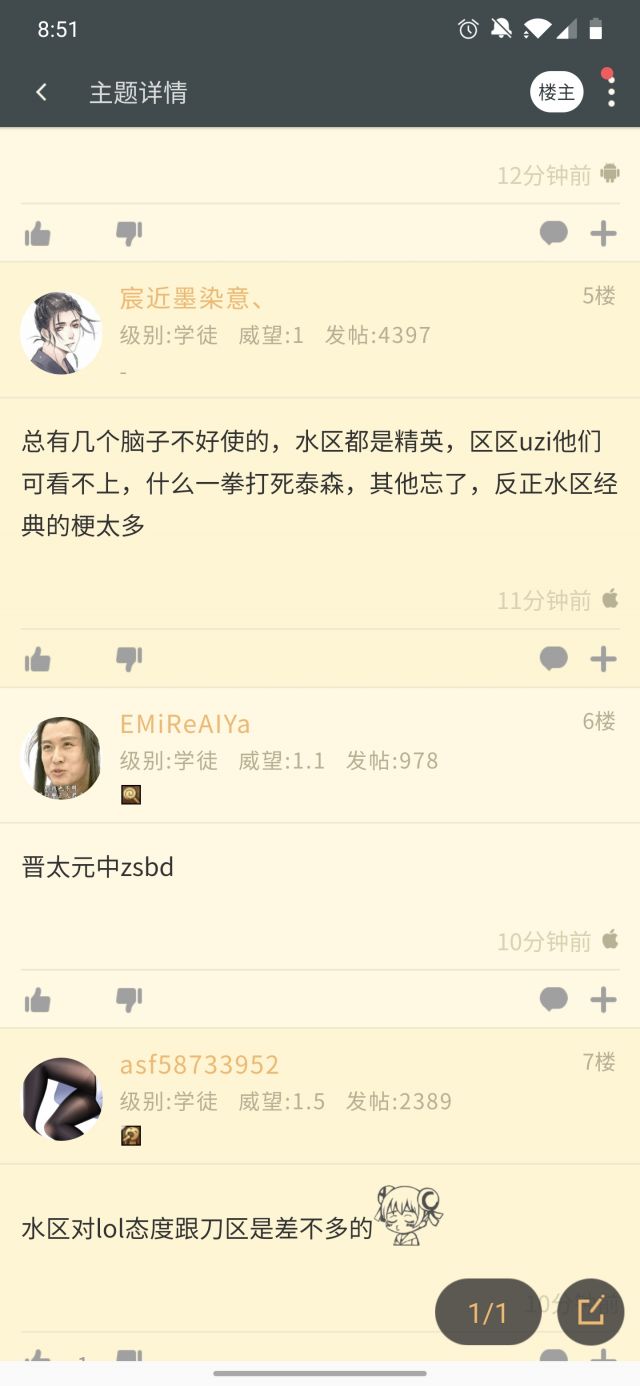 8:51
主题详情
楼主
12分钟前
宸近墨染意、
5楼
级别:学徒 威望:1 发帖:4397
-
总有几个脑子不好使的，水区都是精英，区区uzi他们
可看不上，什么一拳打死泰森，其他忘了，反正水区经
典的梗太多
11分钟前
EMiReAIYa
6楼
级别:学徒 威望:1.1 发帖:978
晋太元中zsbd
10分钟前
asf58733952
7楼
级别:学徒 威望:1.5 发帖:2389
水区对lol态度跟刀区是差不多的
1/1
10分钟前
1